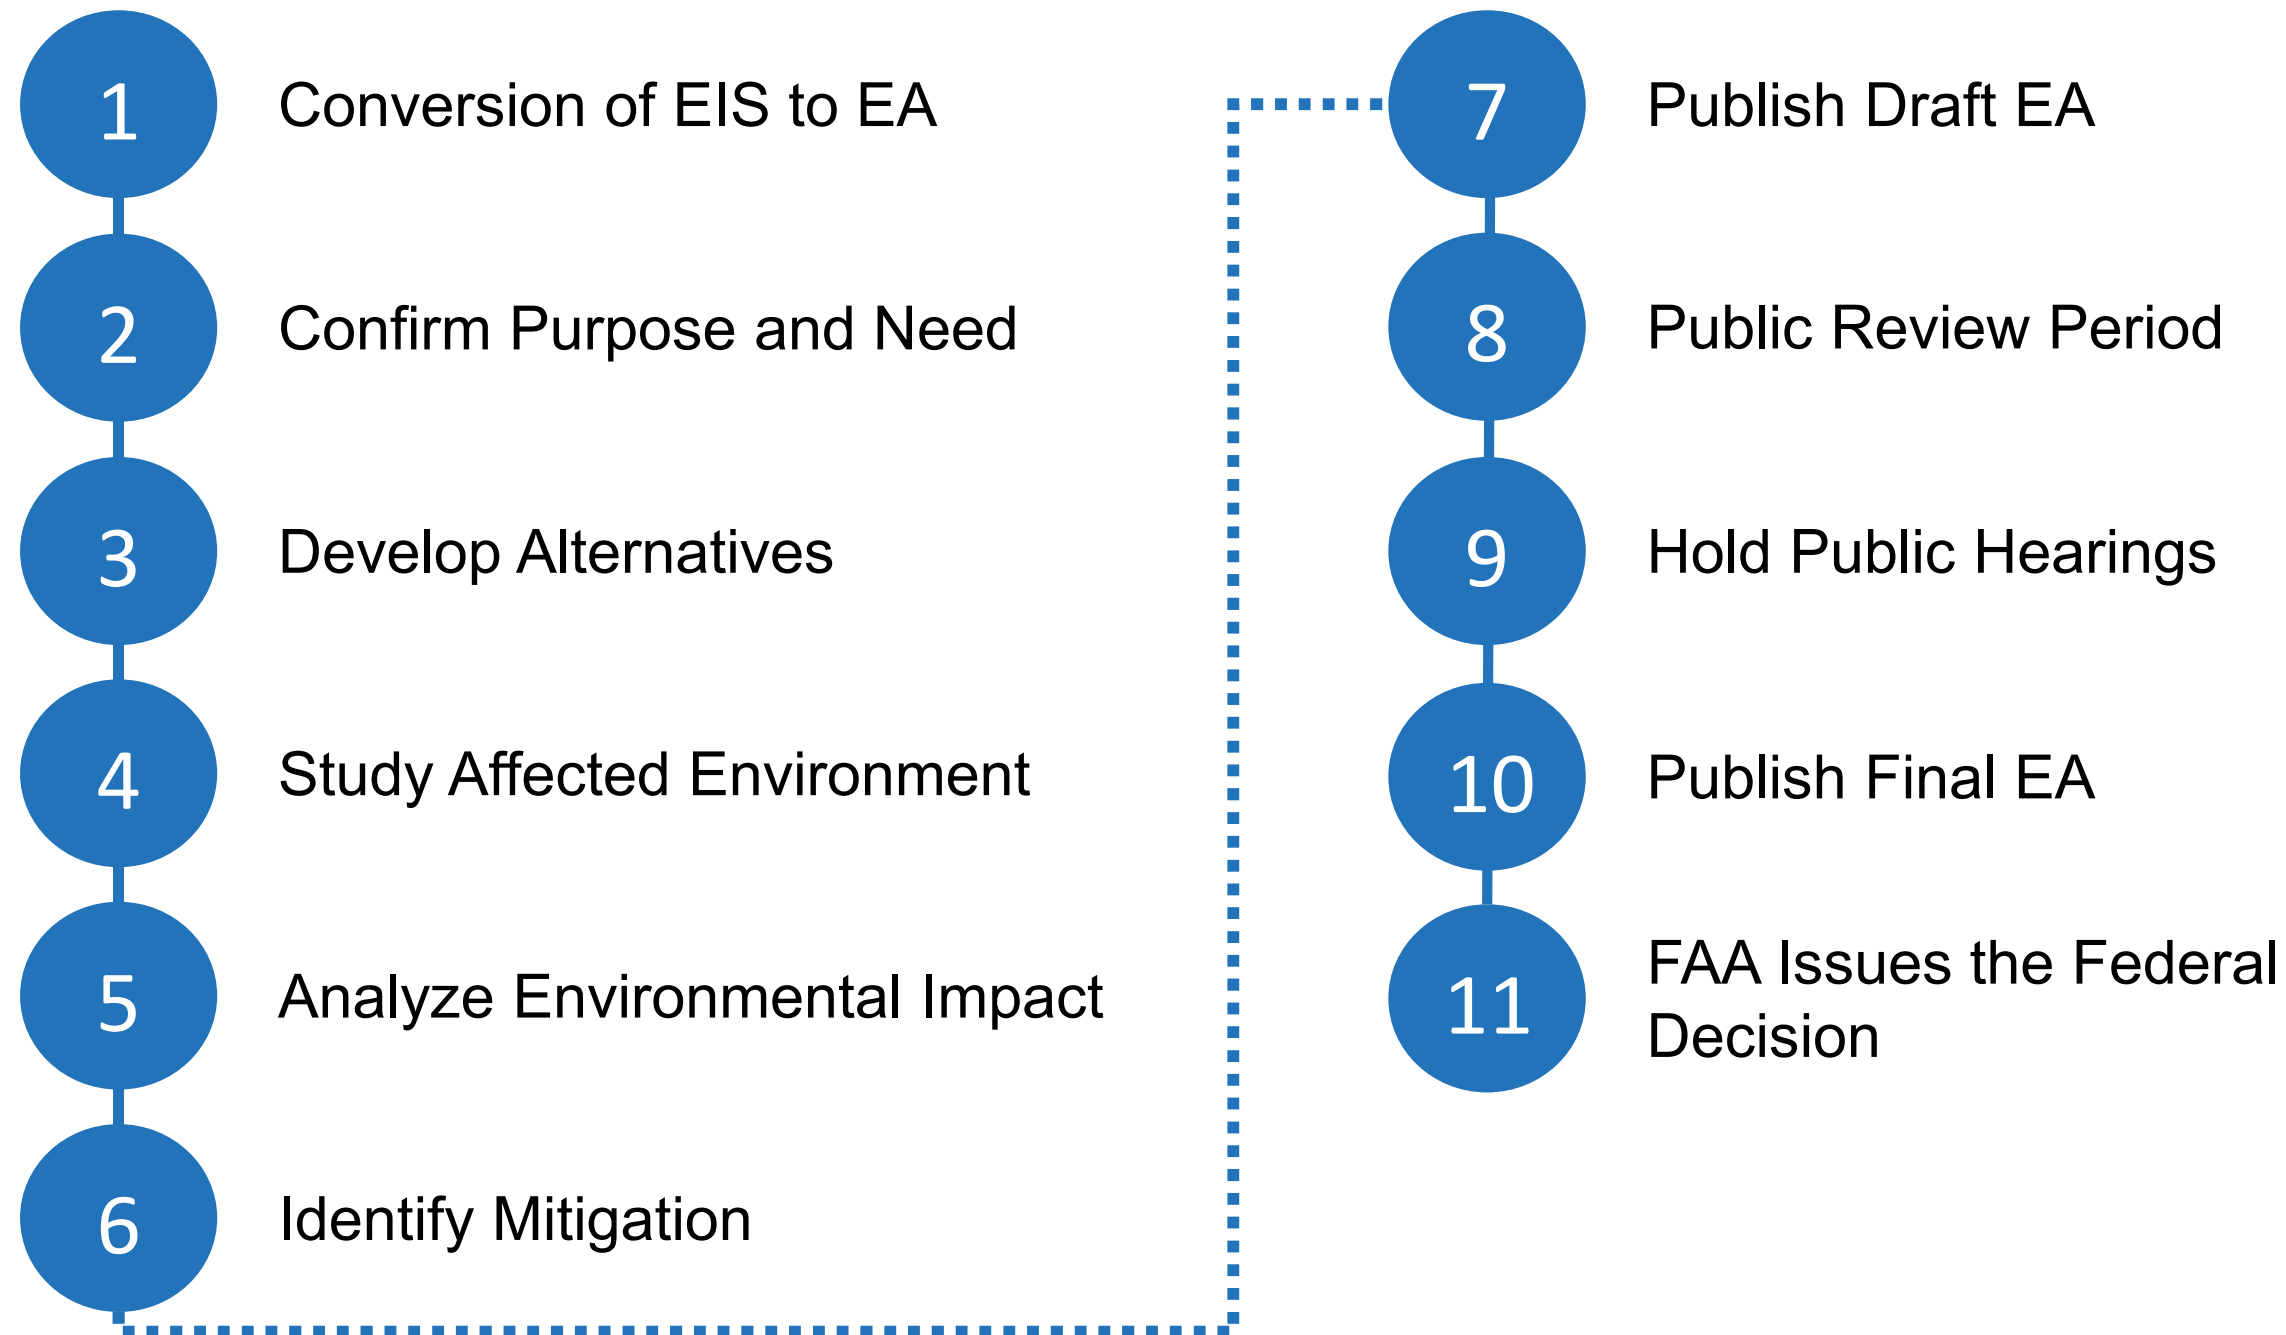 1
Conversion of EIS to EA
2
Confirm Purpose and Need
3
Develop Alternatives
4
Study Affected Environment
5
Analyze Environmental Impact
6
Identify Mitigation
7
Publish Draft EA
8
Public Review Period
9
Hold Public Hearings
10
Publish Final EA
11
FAA Issues the Federal
Decision